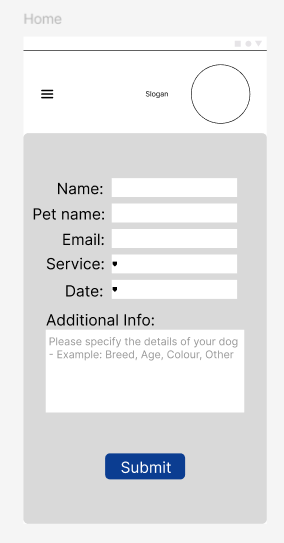 Home
Slogan
Name:
Pet name:
Email:
Service:
Date:
Additional Info:
Please specify the details of your dog
- Example: Breed, Age, Colour, Other
Submit